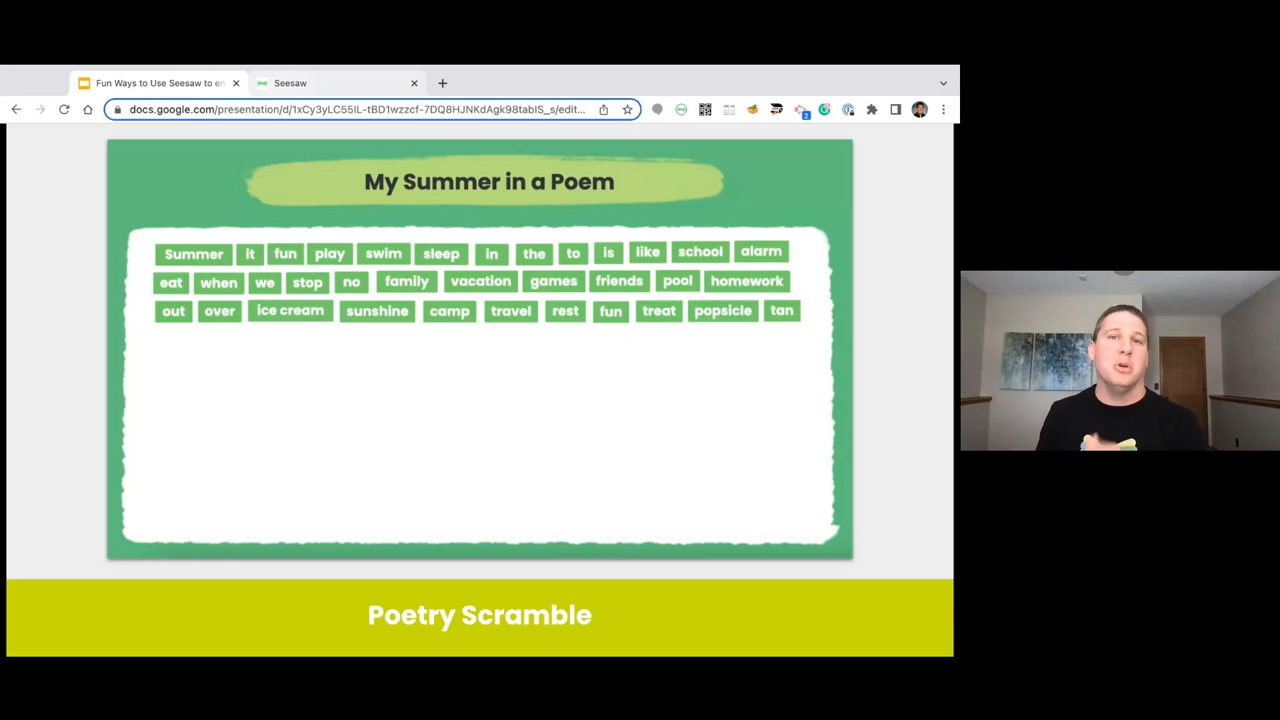 Fun Ways to Use Seesaw to en
Seesaw
docs.google.com/presentation/d/1xCy3yLC55IL-tBD1wzzcf-7DQ8HJNKdAgk98tabIS_s/edit...
2
My Summer in a Poem
Summer it fun play swim sleep in the to is like school alarm
eat when we stop no family vacation games friends pool homework
out over ice cream sunshine camp travel rest fun treat popsicle tan
Poetry Scramble